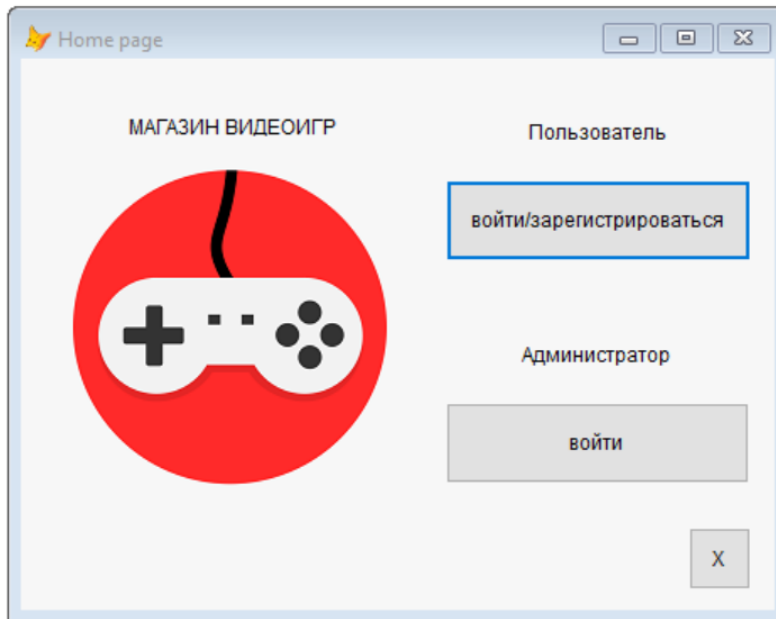 Home page
МАГАЗИН ВИДЕОИГР
Пользователь
войти/зарегистрироваться
Администратор
войти
X